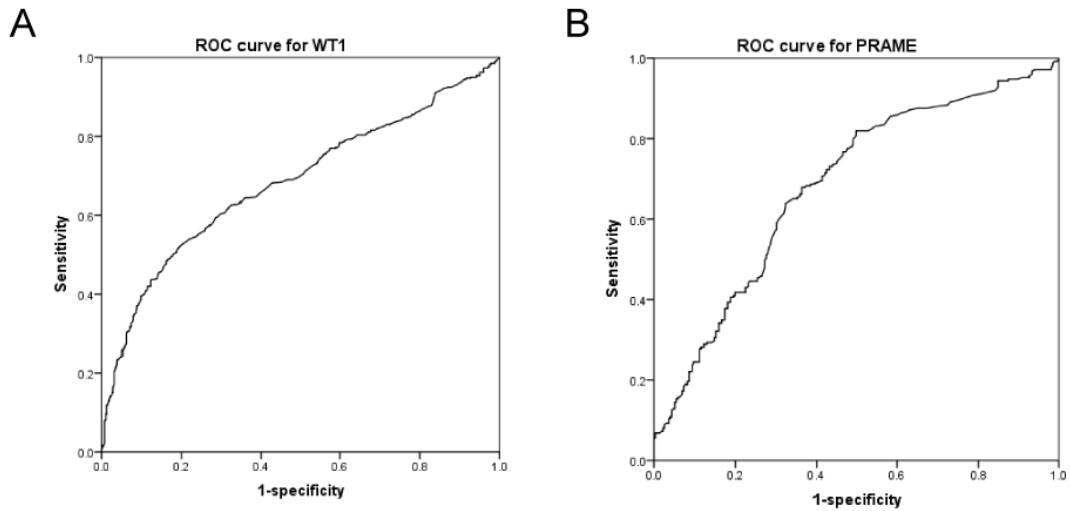 A
ROC curve for WT1
1.0
0.8
0.6
0.4
0.2
0.0
Sensitivity
0.0 0.2 0.4 0.6 0.8 1.0
1-specificity
B
ROC curve for PRAME
1.0
0.8
0.6
0.4
0.2
0.0
Sensitivity
0.0 0.2 0.4 0.6 0.8 1.0
1-specificity